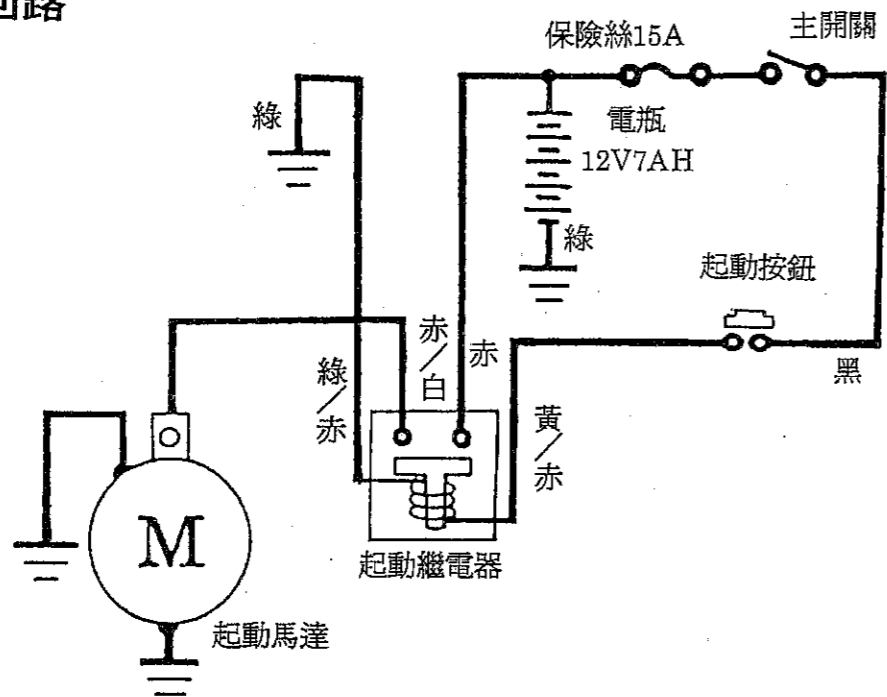 回路
保險絲15A
主開關
綠
電瓶
12V7AH
綠
起動按鈕
赤/白
赤
黑
綠/赤
黃/赤
M
起動繼電器
起動馬達